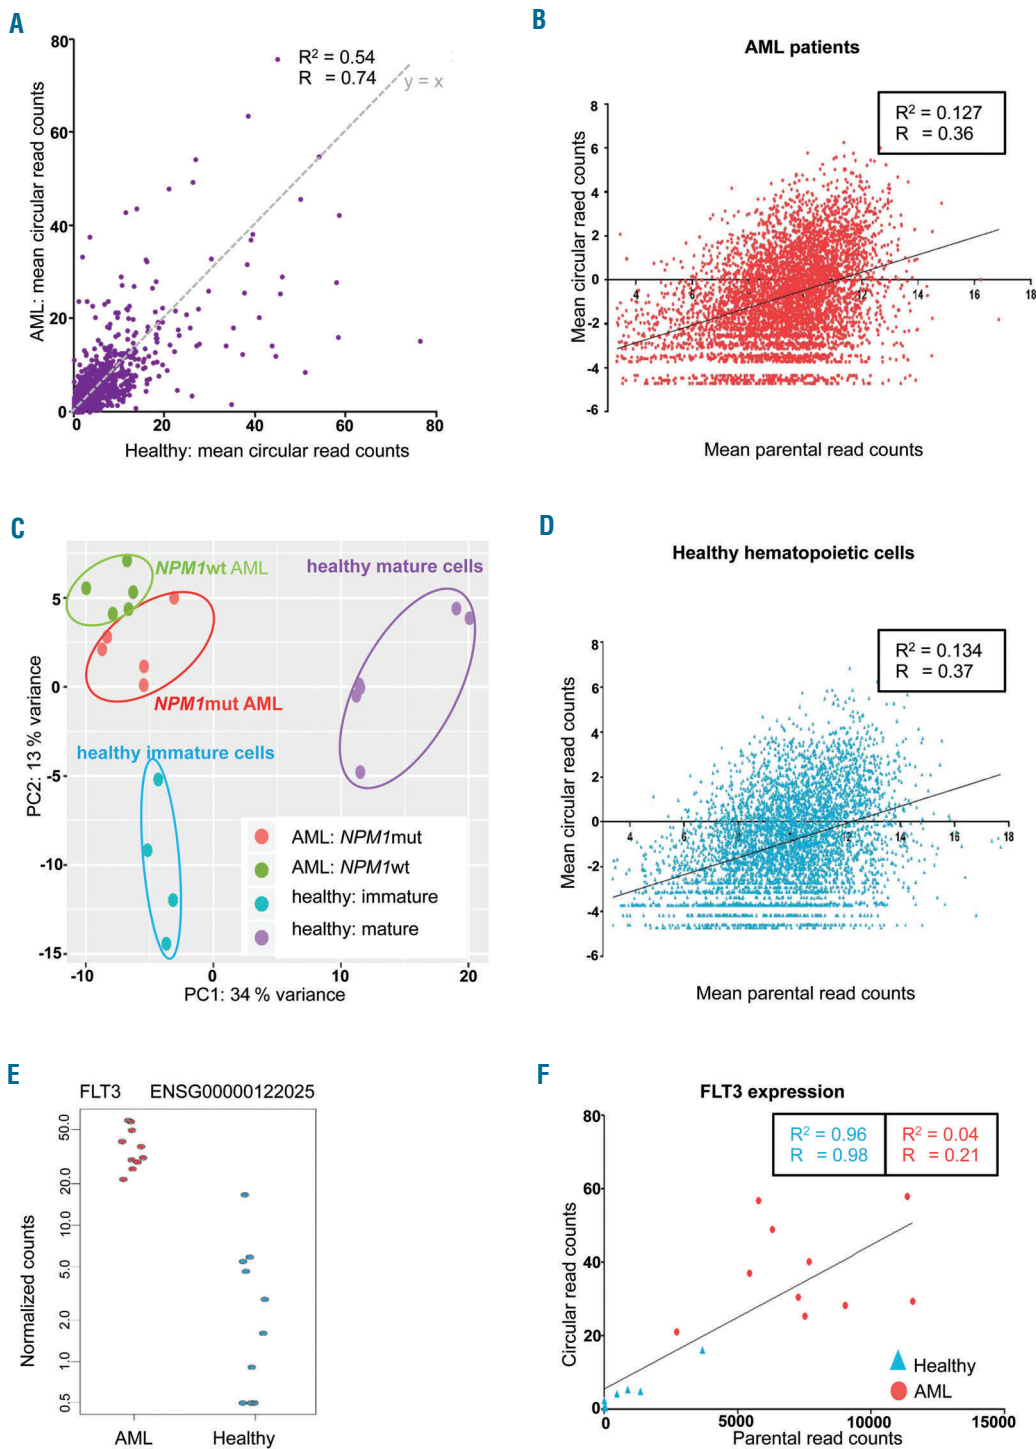 A
80
60
40
20
0
AML: mean circular read counts
R² = 0.54
R = 0.74
y = x
0 20 40 60 80
Healthy: mean circular read counts
B
AML patients
R² = 0.127
R = 0.36
8
6
4
2
0
-2
-4
-6
Mean circular raed counts
4 6 8 10 12 14 16 18
Mean parental read counts
C
NPM1wt AML
healthy mature cells
NPM1mut AML
healthy immature cells
5
0
-5
-10
-15
PC2: 13 % variance
AML: NPM1mut
AML: NPM1wt
healthy: immature
healthy: mature
-10 0 10 20
PC1: 34 % variance
D
Healthy hematopoietic cells
R² = 0.134
R = 0.37
8
6
4
2
0
-2
-4
-6
Mean circular read counts
4 6 8 10 12 14 16 18
Mean parental read counts
E
FLT3 ENSG00000122025
50.0
20.0
10.0
5.0
2.0
1.0
0.5
Normalized counts
AML Healthy
F
FLT3 expression
R² = 0.96
R = 0.98
R² = 0.04
R = 0.21
80
60
40
20
0
Circular read counts
Healthy
AML
0 5000 10000 15000
Parental read counts